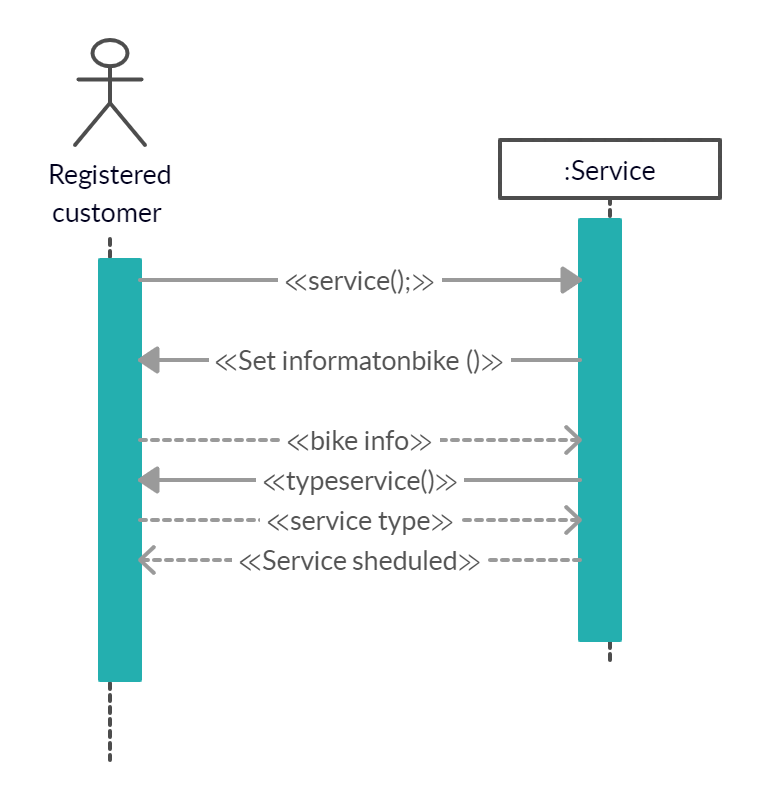 Registered
customer
:Service
<<service();>>
<<Set informatonbike ()>>
<<bike info>>
<<typeservice()>>
<<service type>>
<<Service sheduled>>